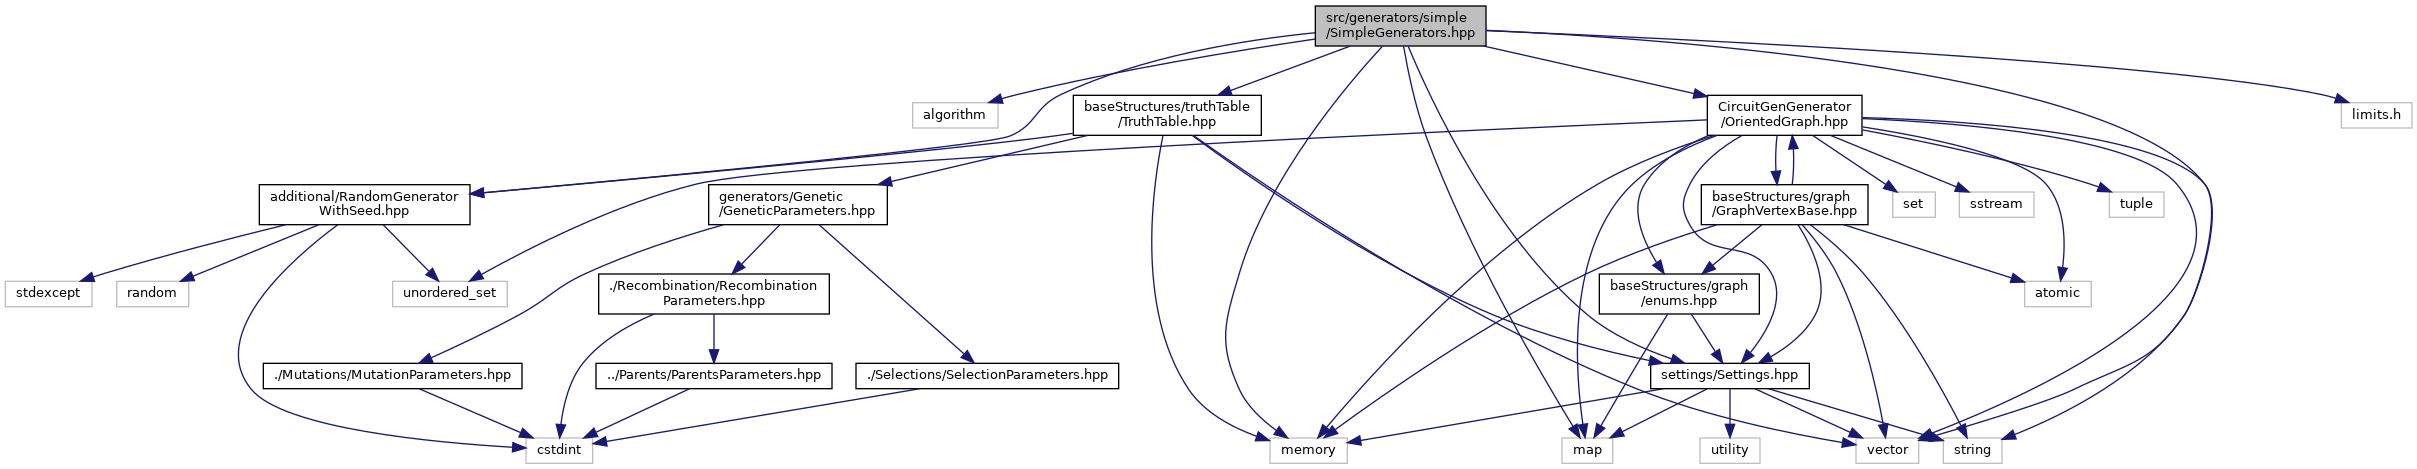 src/generators/simple
/SimpleGenerators.hpp
algorithm
baseStructures/truthTable
/TruthTable.hpp
CircuitGenGenerator
/OrientedGraph.hpp
limits.h
additional/RandomGenerator
WithSeed.hpp
generators/Genetic
/GeneticParameters.hpp
baseStructures/graph
/GraphVertexBase.hpp
set
sstream
tuple
stdexcept
random
unordered_set
./Recombination/Recombination
Parameters.hpp
baseStructures/graph
/enums.hpp
atomic
./Mutations/MutationParameters.hpp
../Parents/ParentsParameters.hpp
./Selections/SelectionParameters.hpp
settings/Settings.hpp
cstdint
memory
map
utility
vector
string